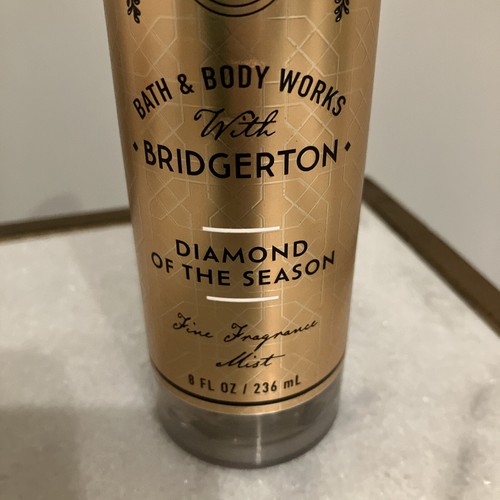 BATH & BODY WORKS
With
• BRIDGERTON •
DIAMOND
OF THE SEASON
Fine Fragrance
Mist
8 FL OZ / 236 mL